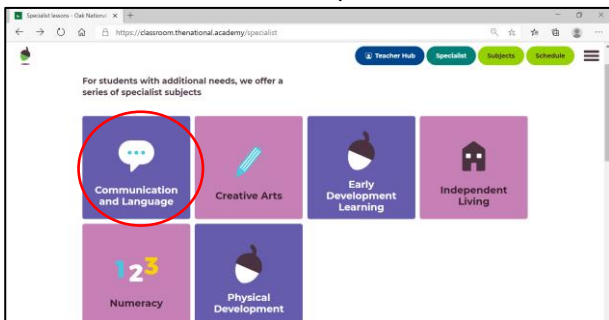 Specialist lessons - Oak National
https://classroom.thenational.academy/specialist
Teacher Hub
Specialist
Subjects
Schedule
For students with additional needs, we offer a
series of specialist subjects
Communication
and Language
Creative Arts
Early
Development
Learning
Independent
Living
123
Numeracy
Physical
Development